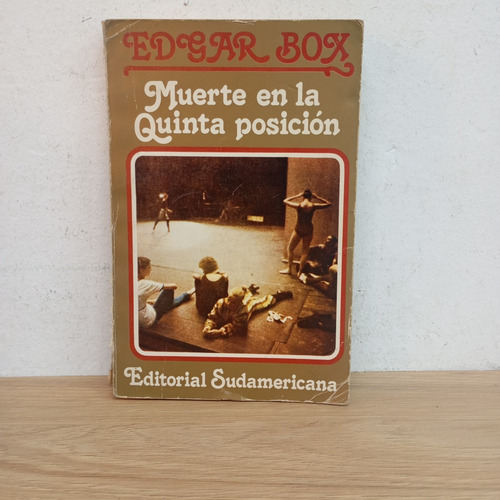 EDGAR BOX
Muerte en la
Quinta posición
Editorial Sudamericana